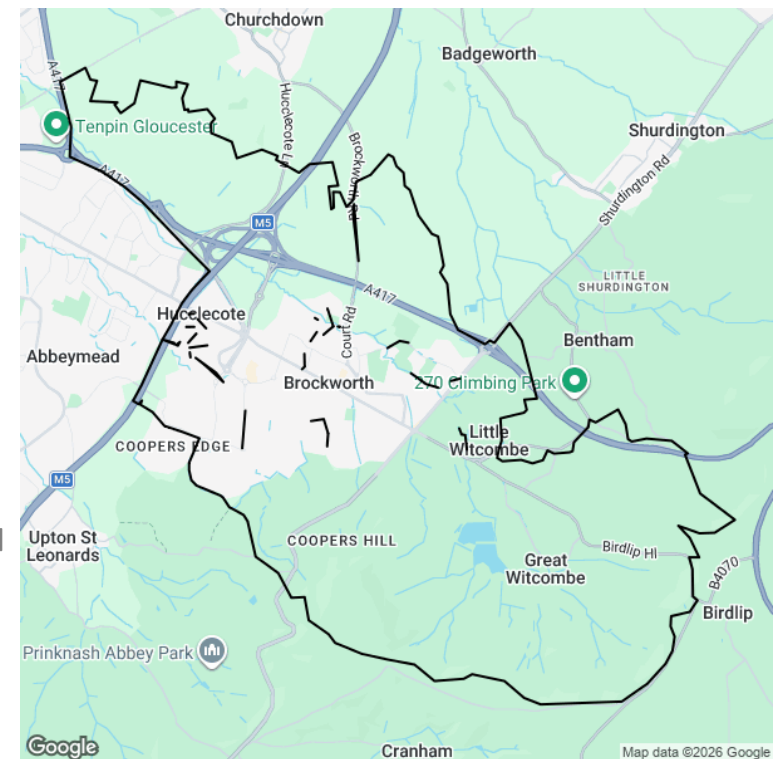 Churchdown
Badgeworth
A417
Hucclecote Ln
Tenpin Gloucester
Brockworth Rd
Shurdington
Shurdington Rd
A417
M5
LITTLE
SHURDINGTON
A417
Hucclecote
Court Rd
Bentham
Abbeymead
Brockworth
270 Climbing Park
Little
Witcombe
COOPERS EDGE
M5
Upton St
Leonards
COOPERS HILL
Birdlip Hl
Great
Witcombe
B4070
Birdlip
Prinknash Abbey Park
Cranham
Google
Map data ©2026 Google